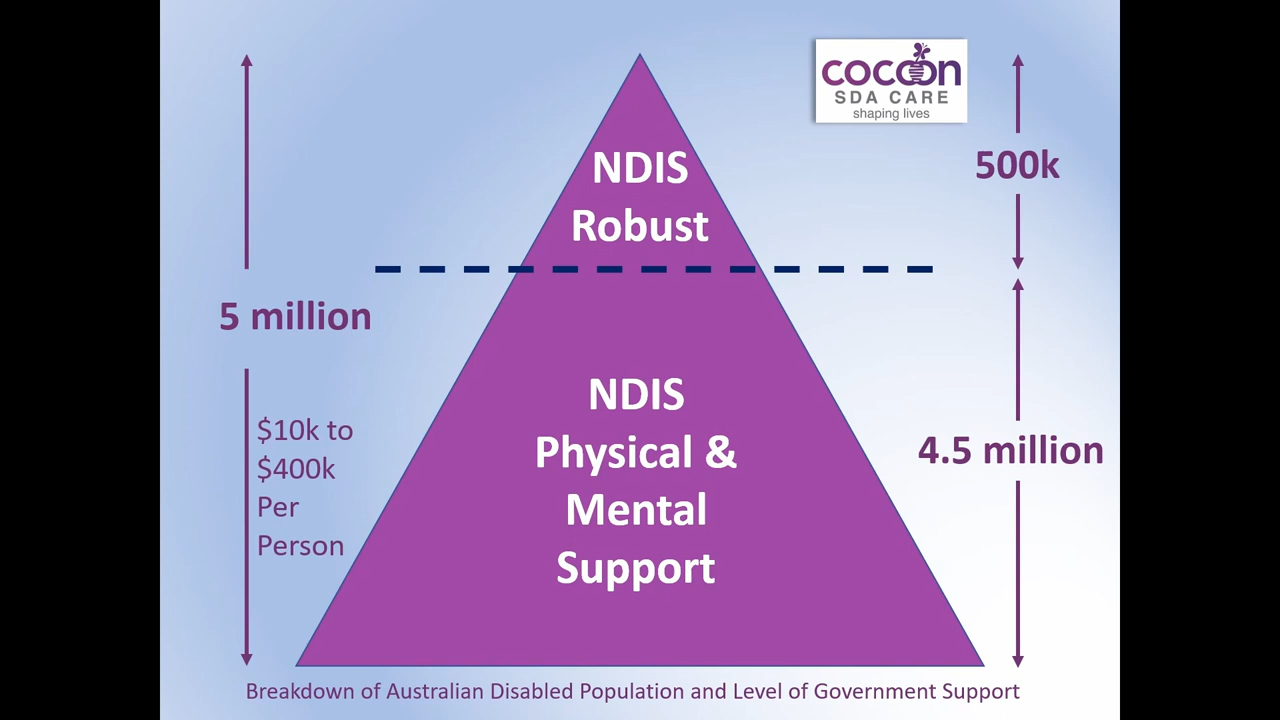 cocoon
SDA CARE
shaping lives
NDIS
Robust
500k
5 million
NDIS
Physical &
Mental
Support
$10k to
$400k
Per
Person
4.5 million
Breakdown of Australian Disabled Population and Level of Government Support